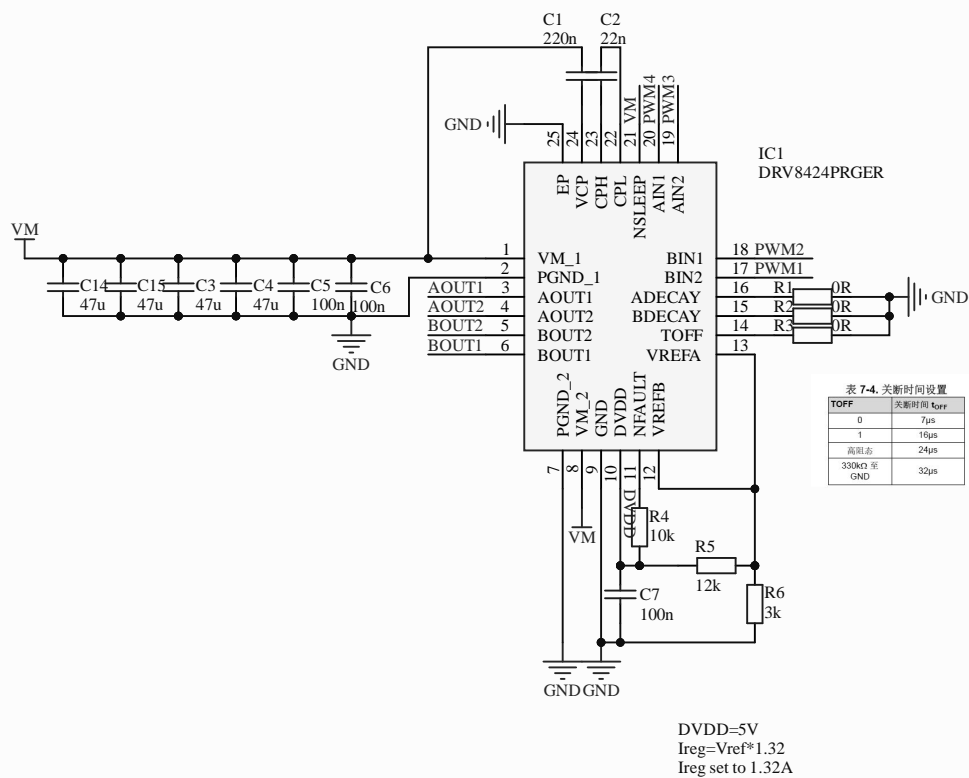 C1
220n
C2
22n
GND
25
24
23
22
21 VM
20 PWM4
19 PWM3
IC1
DRV8424PRGER
EP
VCP
CPH
CPL
NSLEEP
AIN1
AIN2
VM
1
VM_1
2
PGND_1
AOUT1
3
AOUT1
AOUT2
4
AOUT2
BOUT2
5
BOUT2
BOUT1
6
BOUT1
C14
47u
C15
47u
C3
47u
C4
47u
C5
100n
C6
100n
GND
BIN1
18 PWM2
BIN2
17 PWM1
ADECAY
16
R1
0R
BDECAY
15
R2
0R
TOFF
14
R3
0R
VREFA
13
GND
PGND_2
VM_2
GND
DVDD
NFAULT
VREFB
7
8
9
10
11
12
DVDD
VM
R4
10k
R5
12k
R6
3k
C7
100n
GND
GND
表 7-4. 关断时间设置
TOFF 关断时间 tOFF
0 7μs
1 16μs
高阻态 24μs
330kΩ 至
GND
32μs
DVDD=5V
Ireg=Vref*1.32
Ireg set to 1.32A